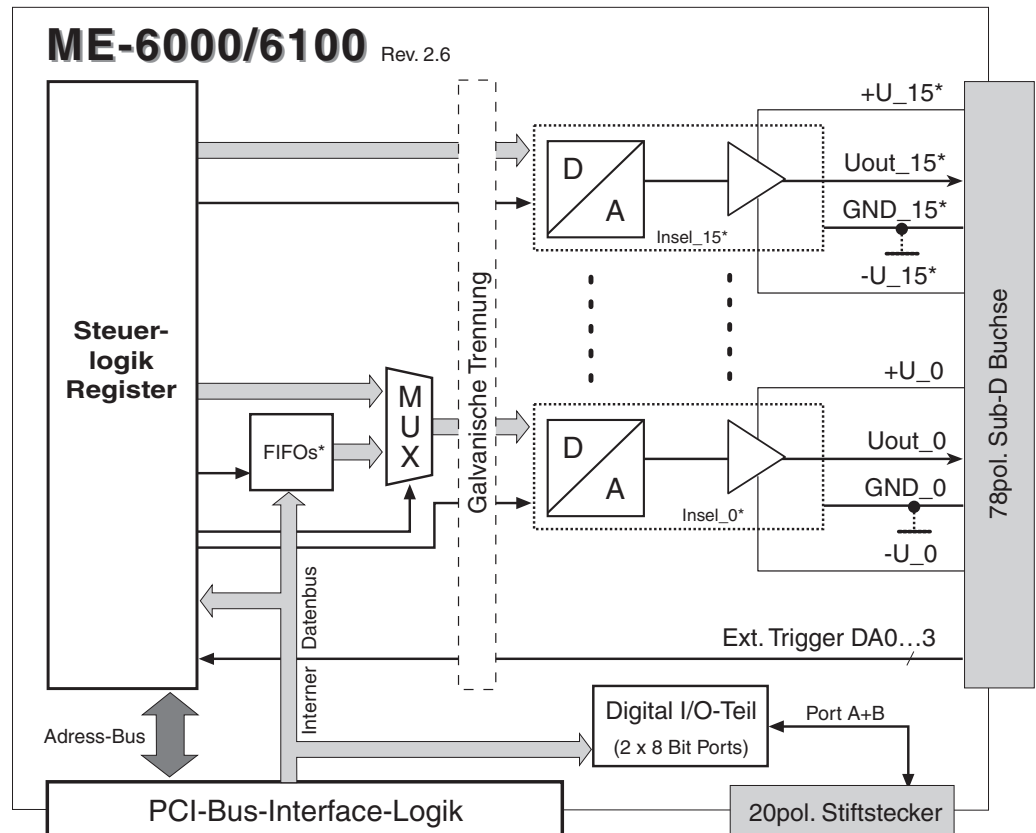 ME-6000/6100 Rev. 2.6
+U_15*
D
A
Uout_15*
GND_15*
Insel_15*
-U_15*
Steuer-
logik
Register
Galvanische Trennung
78pol. Sub-D Buchse
MUX
FIFOs*
+U_0
D
A
Uout_0
GND_0
Insel_0*
-U_0
Interner Datenbus
Ext. Trigger DA0...3
Digital I/O-Teil
(2 x 8 Bit Ports)
Port A+B
Adress-Bus
PCI-Bus-Interface-Logik
20pol. Stiftstecker